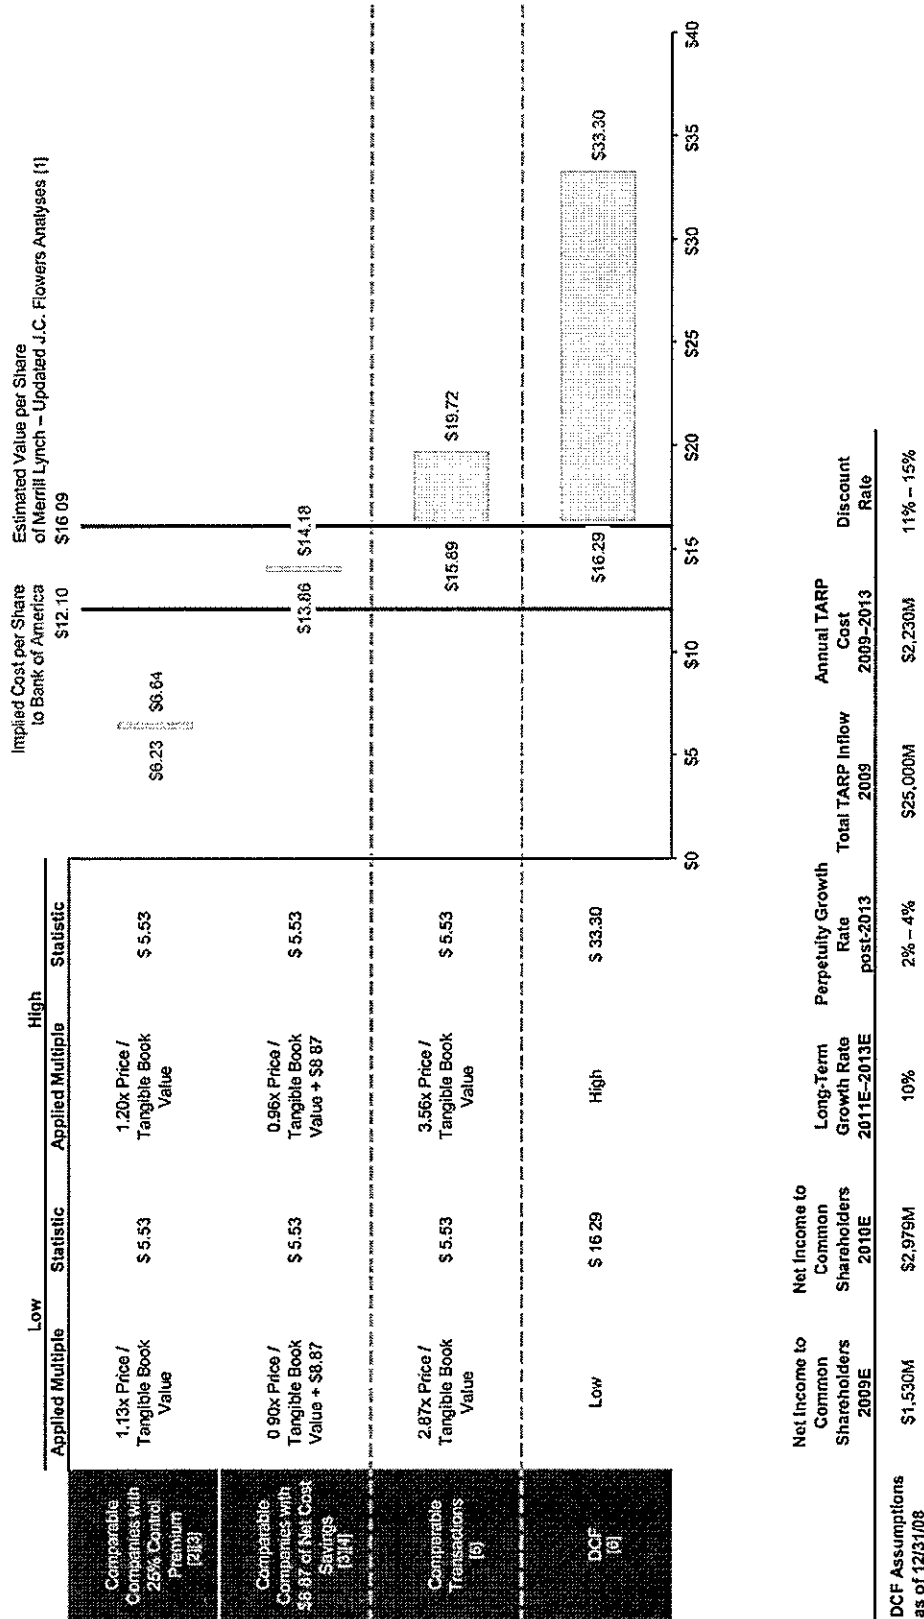 Implied Cost per Share
to Bank of America
$12.10
Estimated Value per Share
of Merrill Lynch – Updated J.C. Flowers Analyses [1]
$16 09
Low
High
Applied Multiple
Statistic
Applied Multiple
Statistic
Comparable
Companies with
25% Control
Premium
[2][3]
1.13x Price /
Tangible Book
Value
$ 5.53
1.20x Price /
Tangible Book
Value
$ 5.53
$6.23
$6.64
Comparable
Companies with
$8 87 of Net Cost
Savings
[3][4]
0 90x Price /
Tangible Book
Value + $8.87
$ 5.53
0.96x Price /
Tangible Book
Value + $8 87
$ 5.53
$13.86
$14.18
Comparable
Transactions
[5]
2.87x Price /
Tangible Book
Value
$ 5.53
3.56x Price /
Tangible Book
Value
$ 5.53
$15.89
$19.72
DCF
[6]
Low
$ 16 29
High
$ 33.30
$16.29
$33.30
$0
$5
$10
$15
$20
$25
$30
$35
$40
DCF Assumptions
as of 12/31/08
Net Income to
Common
Shareholders
2009E
Net Income to
Common
Shareholders
2010E
Long-Term
Growth Rate
2011E–2013E
Perpetuity Growth
Rate
post-2013
Total TARP Inflow
2009
Annual TARP
Cost
2009–2013
Discount
Rate
$1,530M
$2,979M
10%
2% – 4%
$25,000M
$2,230M
11% – 15%